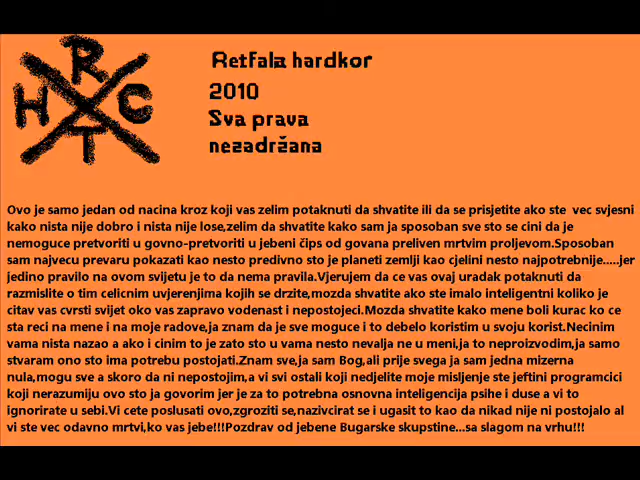 R
H C
T
Retfala hardkor
2010
Sva prava
nezadržana
Ovo je samo jedan od nacina kroz koji vas zelim potaknuti da shvatite ili da se prisjetite ako ste vec svjesni
kako nista nije dobro i nista nije lose,zelim da shvatite kako sam ja sposoban sve sto se cini da je
nemoguce pretvoriti u govno-pretvoriti u jebeni čips od govana preliven mrtvim proljevom.Sposoban
sam najvecu prevaru pokazati kao nesto predivno sto je planeti zemlji kao cjelini nesto najpotrebnije.....jer
jedino pravilo na ovom svijetu je to da nema pravila.Vjerujem da ce vas ovaj uradak potaknuti da
razmislite o tim celicnim uvjerenjima kojih se drzite,mozda shvatite ako ste imalo inteligentni koliko je
citav vas cvrsti svijet oko vas zapravo vodenast i nepostojeci.Mozda shvatite kako mene boli kurac ko ce
sta reci na mene i na moje radove,ja znam da je sve moguce i to debelo koristim u svoju korist.Necinim
vama nista nazao a ako i cinim to je zato sto u vama nesto nevalja ne u meni,ja to neproizvodim,ja samo
stvaram ono sto ima potrebu postojati.Znam sve,ja sam Bog,ali prije svega ja sam jedna mizerna
nula,mogu sve a skoro da ni nepostojim,a vi svi ostali koji nedjelite moje misljenje ste jeftini programcici
koji nerazumiju ovo sto ja govorim jer je za to potrebna osnovna inteligencija psihe i duse a vi to
ignorirate u sebi.Vi cete poslusati ovo,zgroziti se,nazivcirat se i ugasit to kao da nikad nije ni postojalo al
vi ste vec odavno mrtvi,ko vas jebe!!!Pozdrav od jebene Bugarske skupstine...sa slagom na vrhu!!!